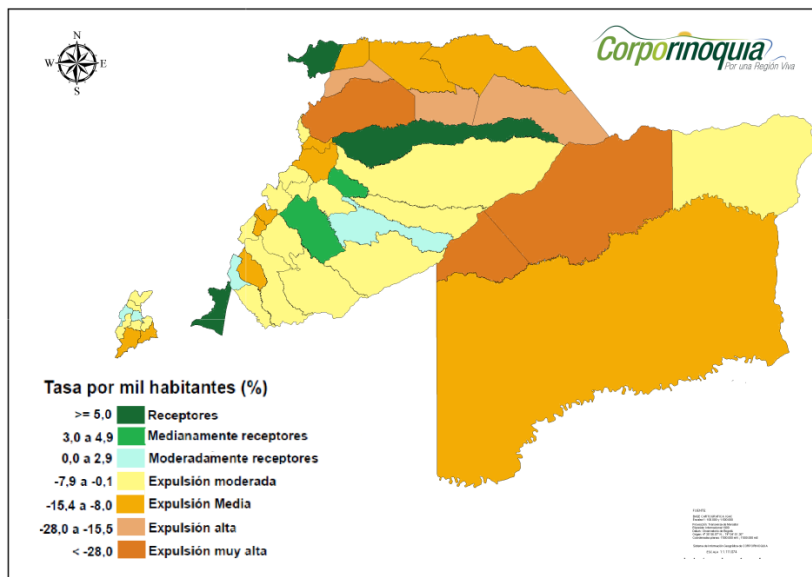 N
W E
S
Corporinoquia
Por una Región Viva
Tasa por mil habitantes (%)
>= 5,0 Receptores
3,0 a 4,9 Medianamente receptores
0,0 a 2,9 Moderadamente receptores
-7,9 a -0,1 Expulsión moderada
-15,4 a -8,0 Expulsión Media
-28,0 a -15,5 Expulsión alta
< -28,0 Expulsión muy alta